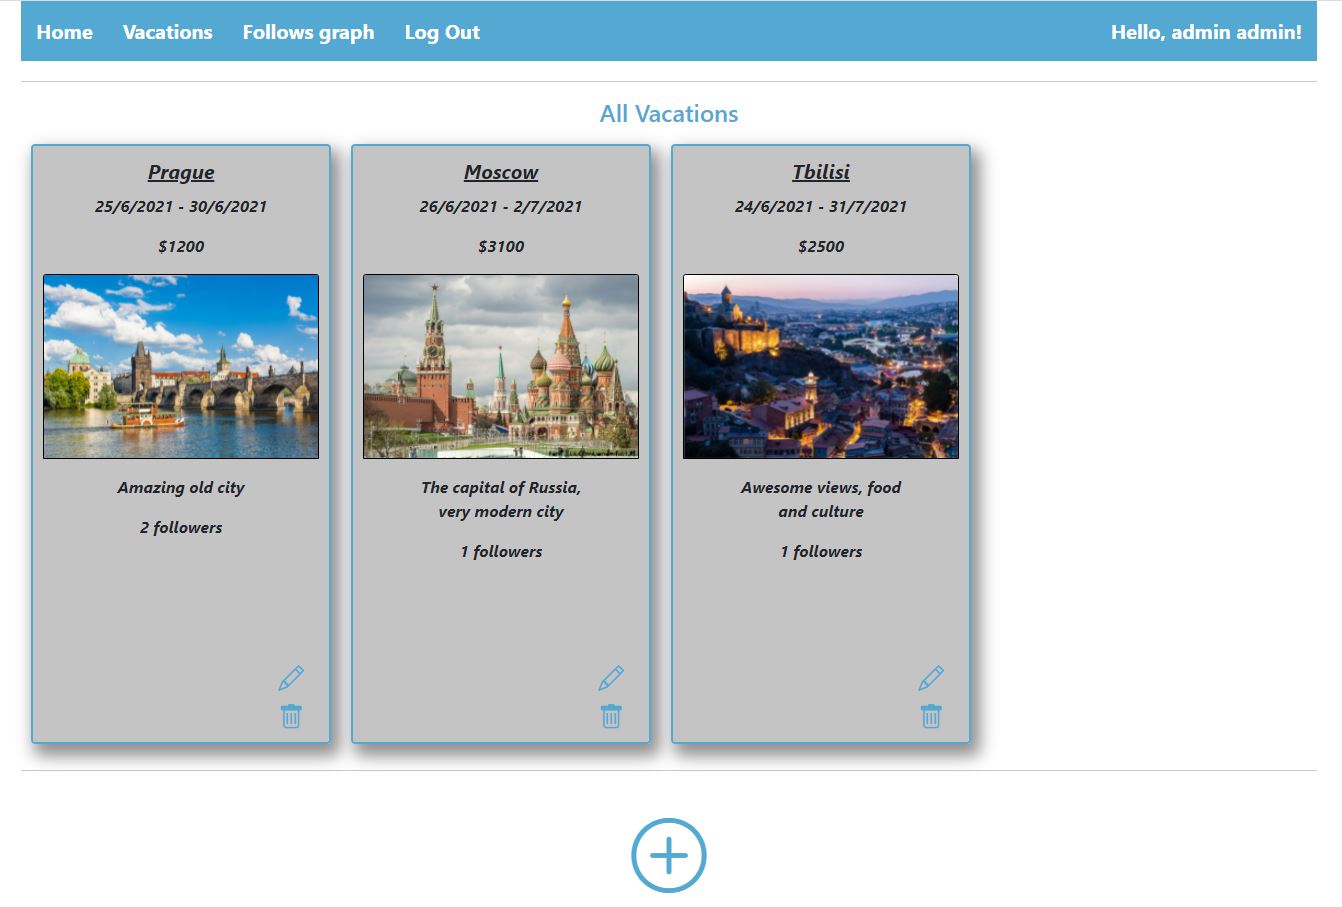 Home Vacations Follows graph Log Out Hello, admin admin!
All Vacations
Prague
25/6/2021 - 30/6/2021
$1200
Amazing old city
2 followers
Moscow
26/6/2021 - 2/7/2021
$3100
The capital of Russia,
very modern city
1 followers
Tbilisi
24/6/2021 - 31/7/2021
$2500
Awesome views, food
and culture
1 followers